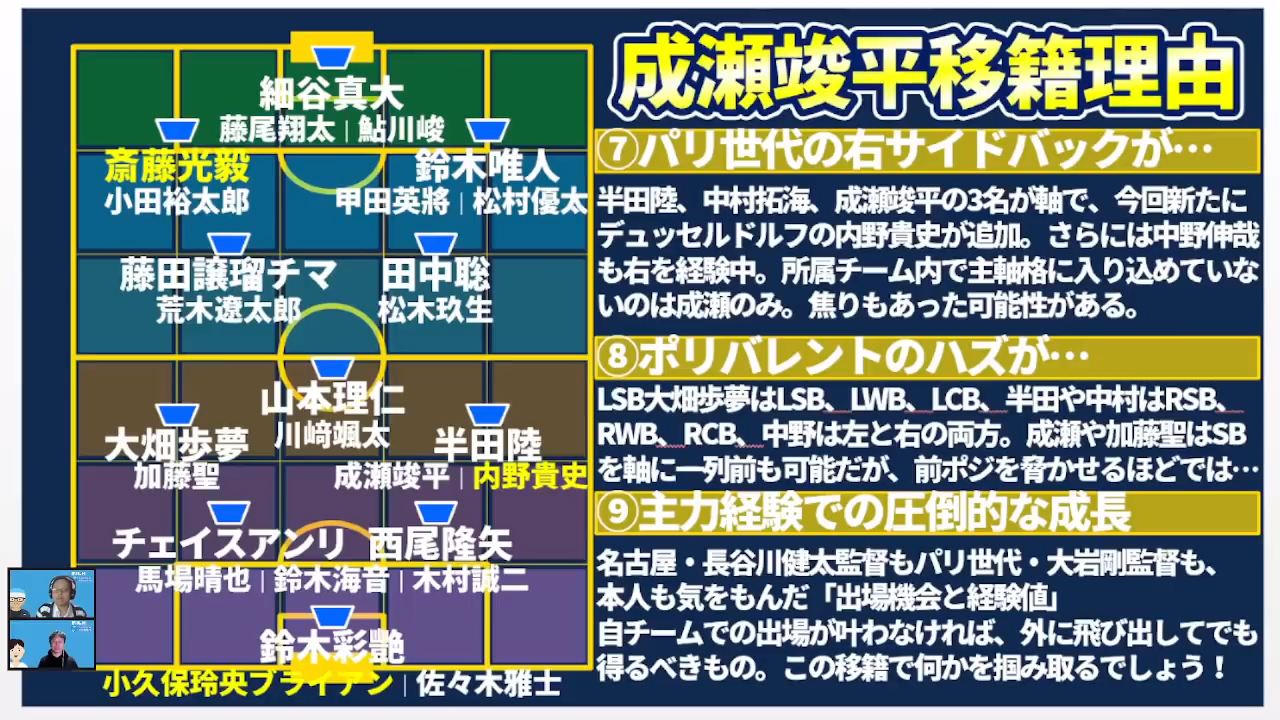 成瀬竣平移籍理由
細谷真大
藤尾翔太|鮎川峻
斎藤光毅
小田裕太郎
鈴木唯人
甲田英將|松村優太
藤田譲瑠チマ
荒木遼太郎
田中聡
松木玖生
山本理仁
川﨑颯太
大畑歩夢
加藤聖
半田陸
成瀬竣平|内野貴史
チェイスアンリ
西尾隆矢
馬場晴也|鈴木海音|木村誠二
鈴木彩艶
小久保玲央ブライアン|佐々木雅士
⑦パリ世代の右サイドバックが…
半田陸、中村拓海、成瀬竣平の3名が軸で、今回新たに
デュッセルドルフの内野貴史が追加。さらには中野伸哉
も右を経験中。所属チーム内で主軸格に入り込めていな
いのは成瀬のみ。焦りもあった可能性がある。
⑧ポリバレントのハズが…
LSB大畑歩夢はLSB、LWB、LCB、半田や中村はRSB、
RWB、RCB、中野は左と右の両方。成瀬や加藤聖はSB
を軸に一列前も可能だが、前ポジを脅かせるほどでは…
⑨主力経験での圧倒的な成長
名古屋・長谷川健太監督もパリ世代・大岩剛監督も、
本人も気をもんだ「出場機会と経験値」
自チームでの出場が叶わなければ、外に飛び出してでも
得るべきもの。この移籍で何かを掴み取るでしょう！